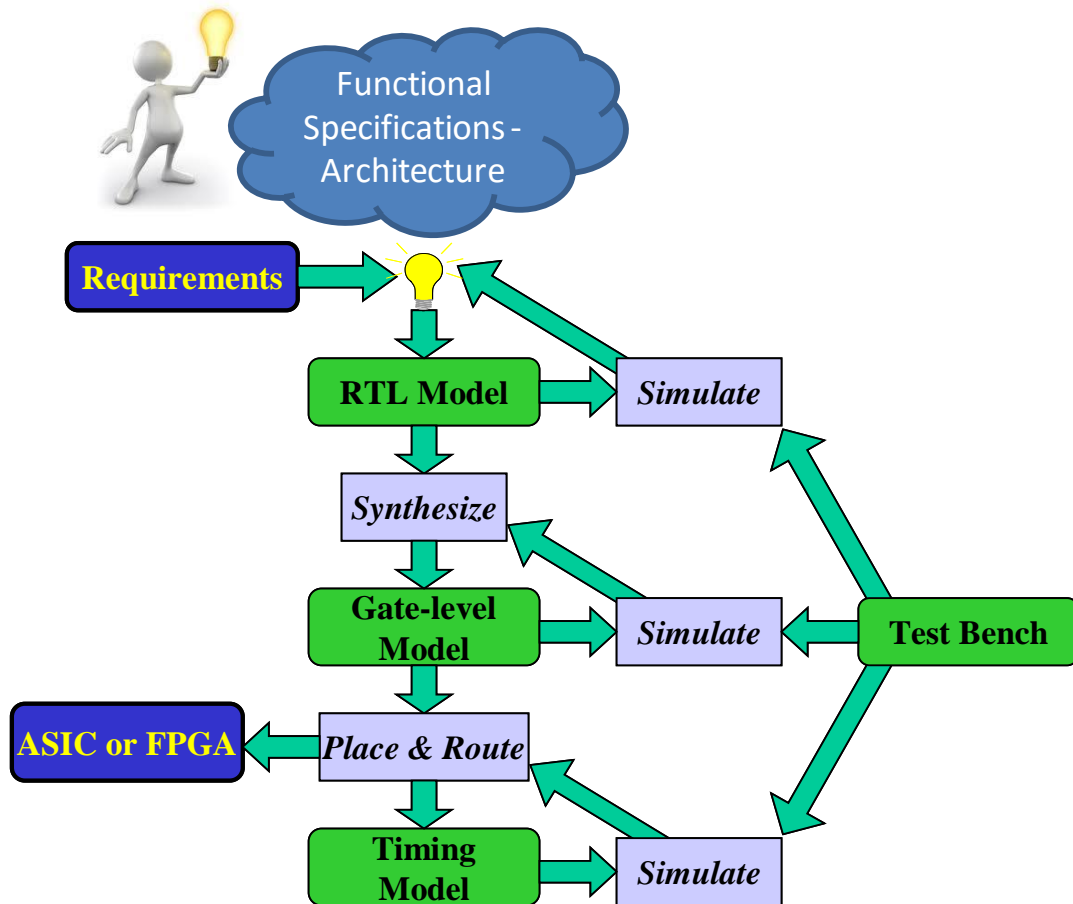 Functional
Specifications -
Architecture
Requirements
RTL Model
Simulate
Synthesize
Gate-level
Model
Simulate
Test Bench
ASIC or FPGA
Place & Route
Timing
Model
Simulate